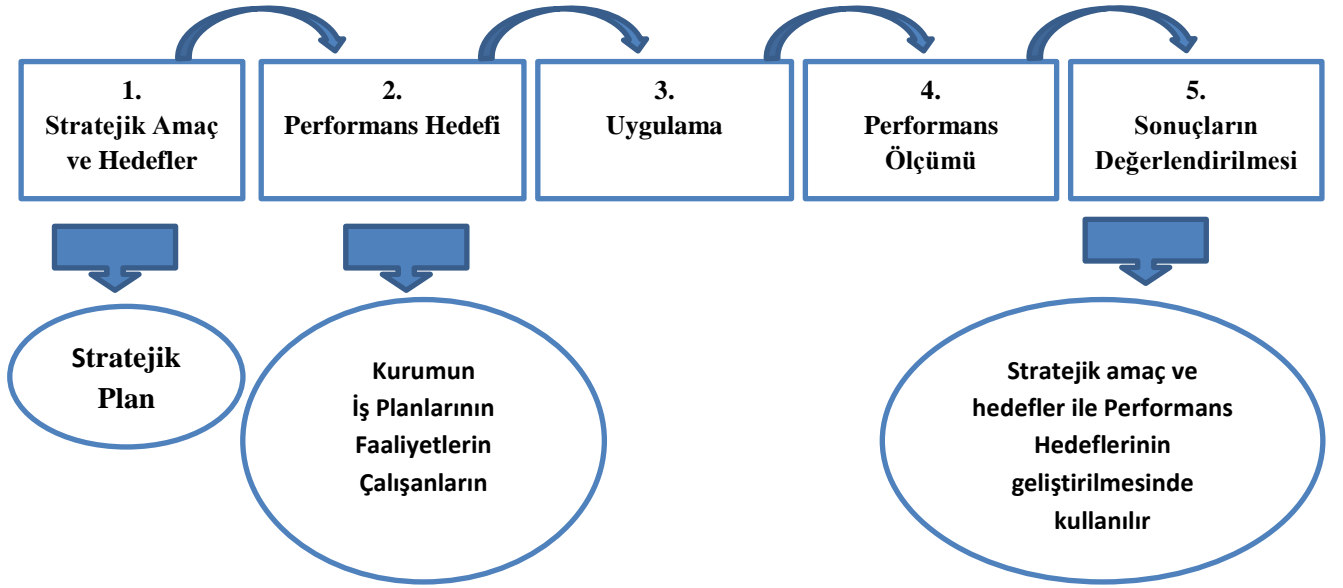 1.
Stratejik Amaç
ve Hedefler
2.
Performans Hedefi
3.
Uygulama
4.
Performans
Ölçümü
5.
Sonuçların
Değerlendirilmesi
Stratejik
Plan
Kurumun
İş Planlarının
Faaliyetlerin
Çalışanların
Stratejik amaç ve
hedefler ile Performans
Hedeflerinin
geliştirilmesinde
kullanılır